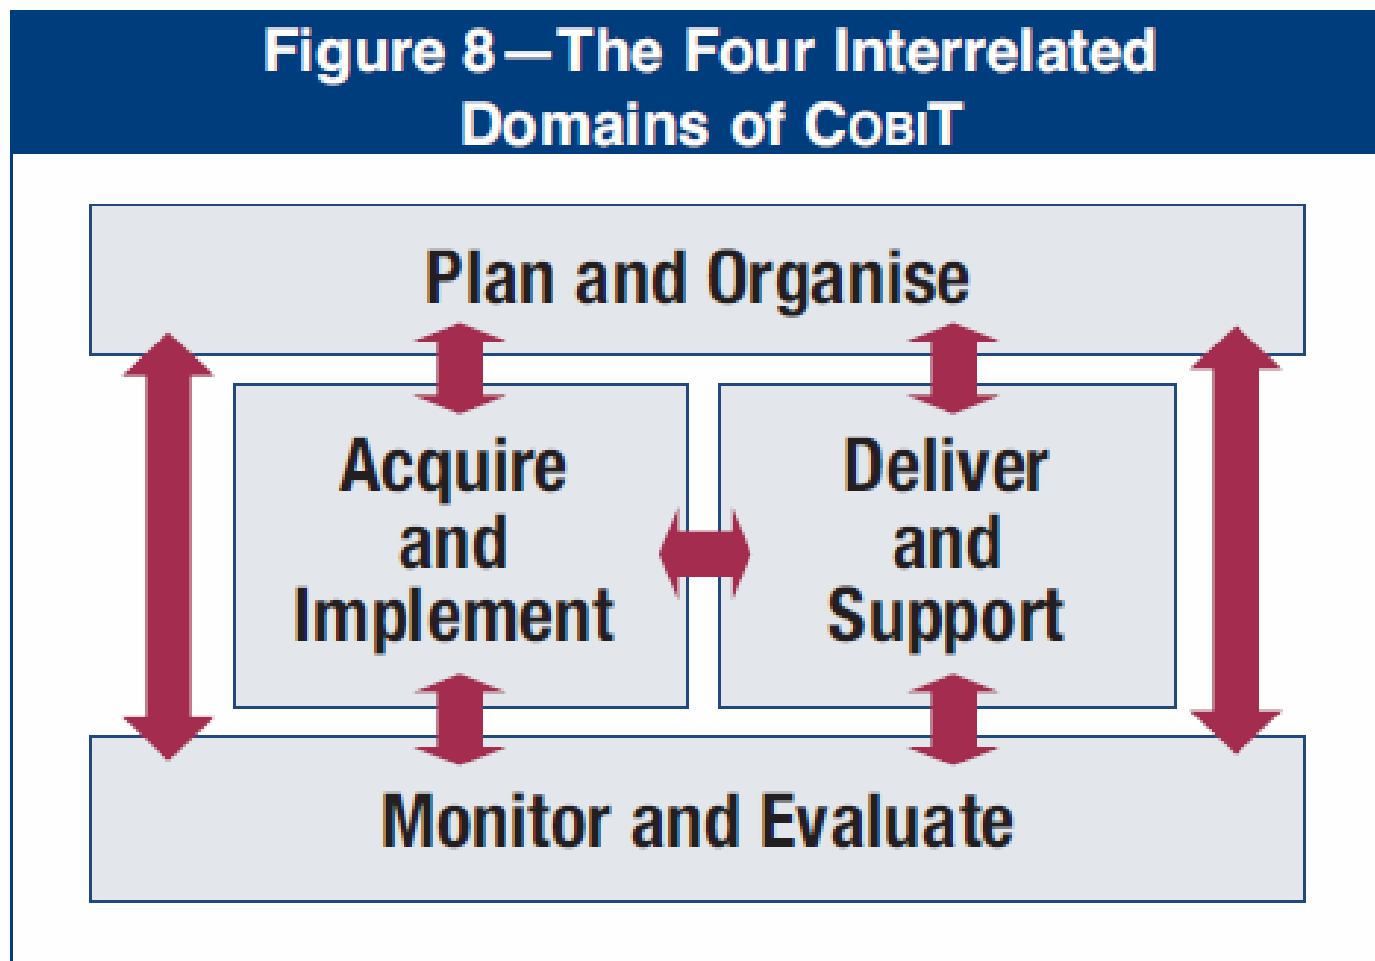 Figure 8—The Four Interrelated
Domains of COBIT
Plan and Organise
Acquire
and
Implement
Deliver
and
Support
Monitor and Evaluate